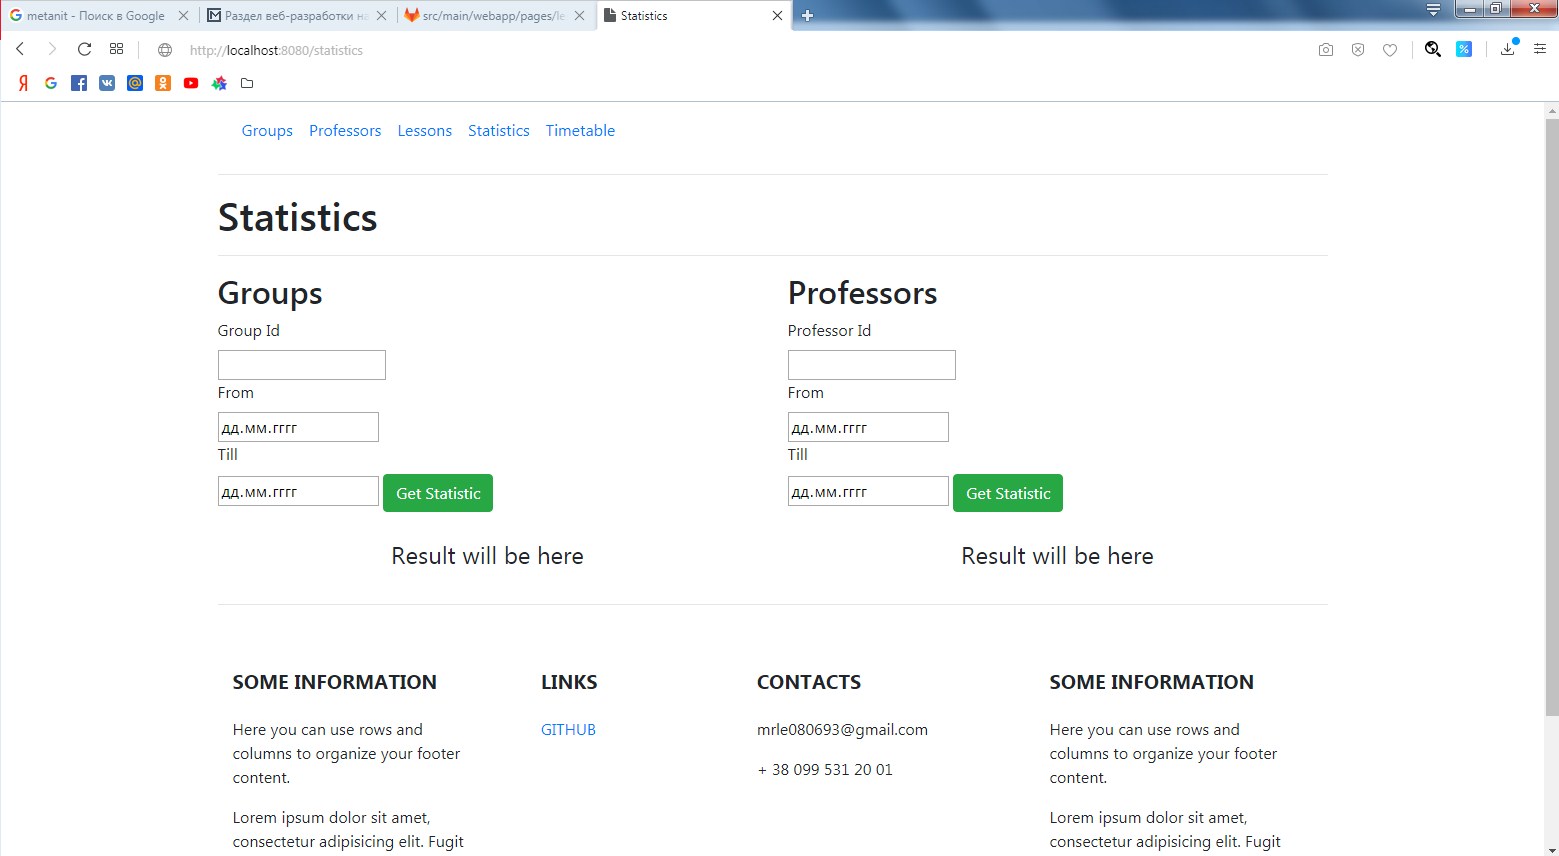 metanit - Поиск в Google
Раздел веб-разработки на
src/main/webapp/pages/le
Statistics
http://localhost:8080/statistics
Groups Professors Lessons Statistics Timetable
Statistics
Groups
Group Id
From
дд.мм.гггг
Till
дд.мм.гггг Get Statistic
Result will be here
Professors
Professor Id
From
дд.мм.гггг
Till
дд.мм.гггг Get Statistic
Result will be here
SOME INFORMATION
Here you can use rows and
columns to organize your footer
content.
Lorem ipsum dolor sit amet,
consectetur adipisicing elit. Fugit
LINKS
GITHUB
CONTACTS
mrle080693@gmail.com
+ 38 099 531 20 01
SOME INFORMATION
Here you can use rows and
columns to organize your footer
content.
Lorem ipsum dolor sit amet,
consectetur adipisicing elit. Fugit